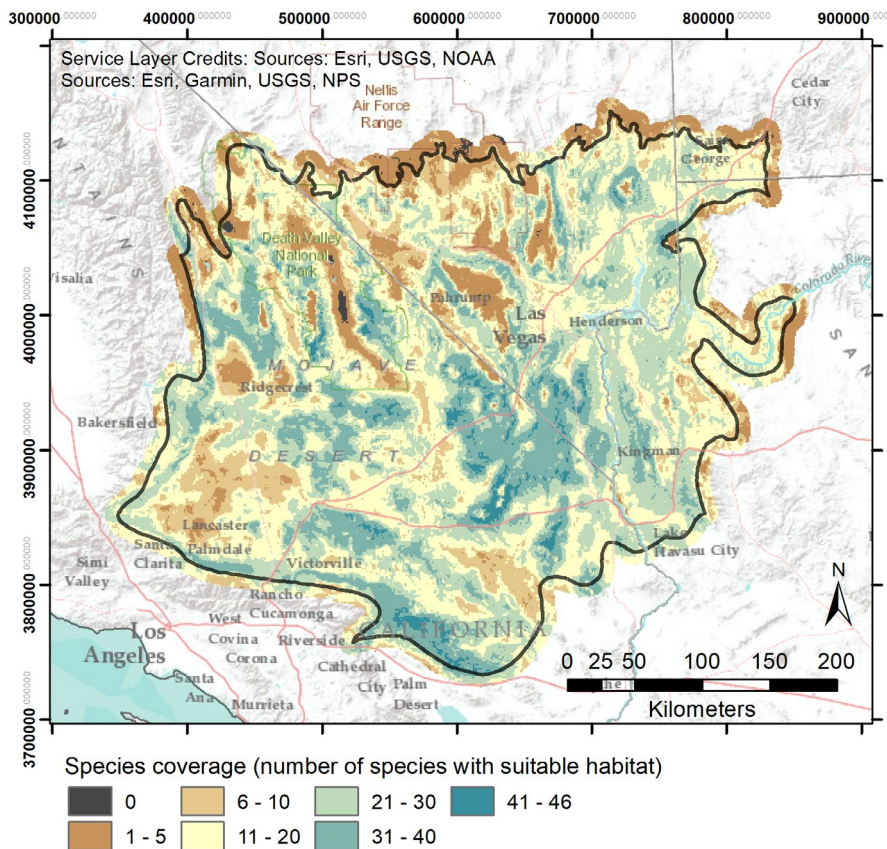 300000.000000 400000.000000 500000.000000 600000.000000 700000.000000 800000.000000 900000.000000
Service Layer Credits: Sources: Esri, USGS, NOAA
Sources: Esri, Garmin, USGS, NPS
Nellis
Air Force
Range
Cedar
City
Saint
George
4100000.000000
NTAINS
Visalia
Death Valley
National
Park
Pahrump
Las
Vegas
Henderson
Colorado River
4000000.000000
SAN
MOJAVE
Ridgecrest
Bakersfield
DESERT
Kingman
3900000.000000
Lancaster
Palmdale
Santa
Clarita
Simi
Valley
Victorville
Lake
Havasu City
3800000.000000
Rancho
Cucamonga
CALIFORNIA
Los
Angeles
West
Covina
Riverside
Corona
Cathedral
City
Palm
Desert
Santa
Ana
Murrieta
N
0 25 50 100 150 200
Kilometers
3700000.000000
Species coverage (number of species with suitable habitat)
0 6 - 10 21 - 30 41 - 46
1 - 5 11 - 20 31 - 40